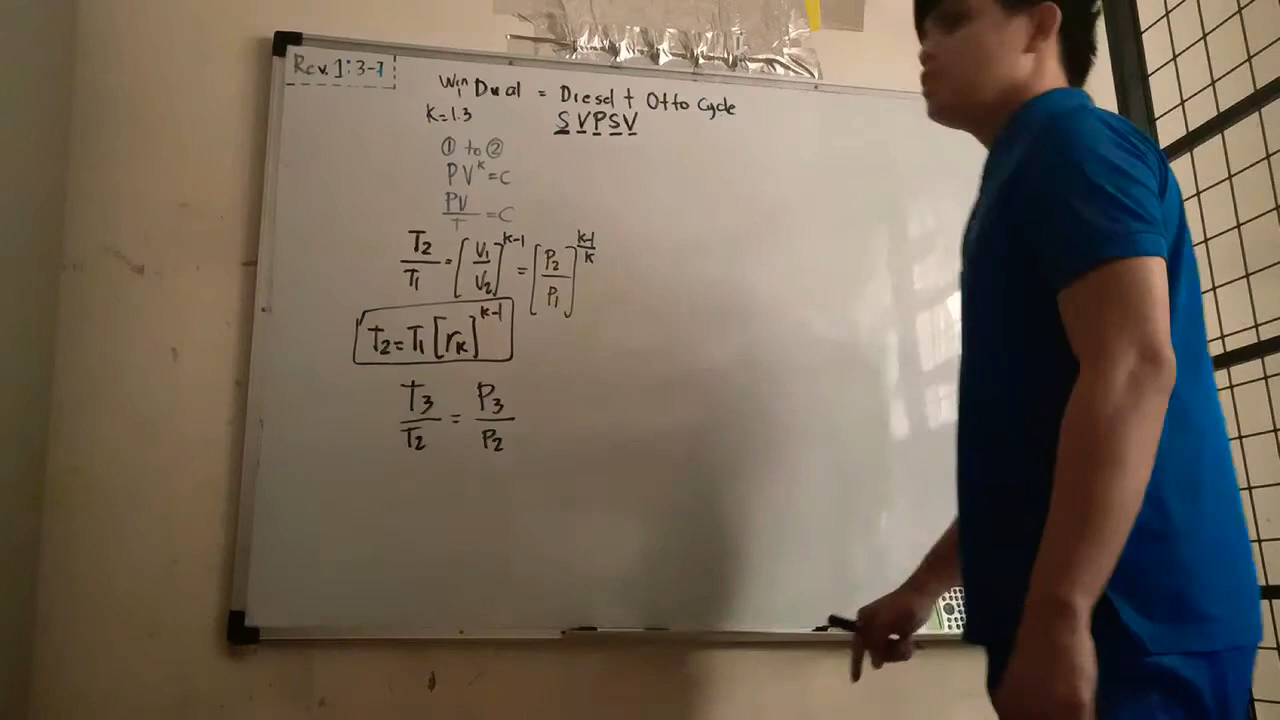 Rev. 1: 3-7
Win Dual = Diesel + Otto Cycle
K=1.3
SVPSV
① to ②
PV^k = C
PV/T = C
T2/T1 = [V1/V2]^k-1 = [P2/P1]^k-1/k
T2 = T1 [rk]^k-1
T3/T2 = P3/P2